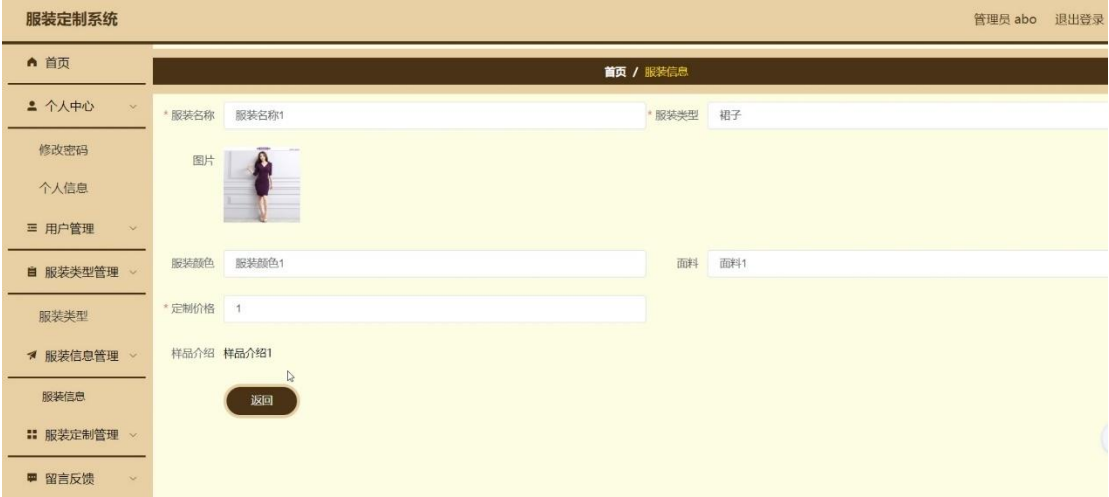 服装定制系统
管理员 abo 退出登录
首页
首页 / 服装信息
个人中心
* 服装名称 服装名称1 * 服装类型 裙子
修改密码
图片
个人信息
用户管理
服装类型管理
服装颜色 服装颜色1 面料 面料1
服装类型
* 定制价格 1
服装信息管理
样品介绍 样品介绍1
服装信息
返回
服装定制管理
留言反馈